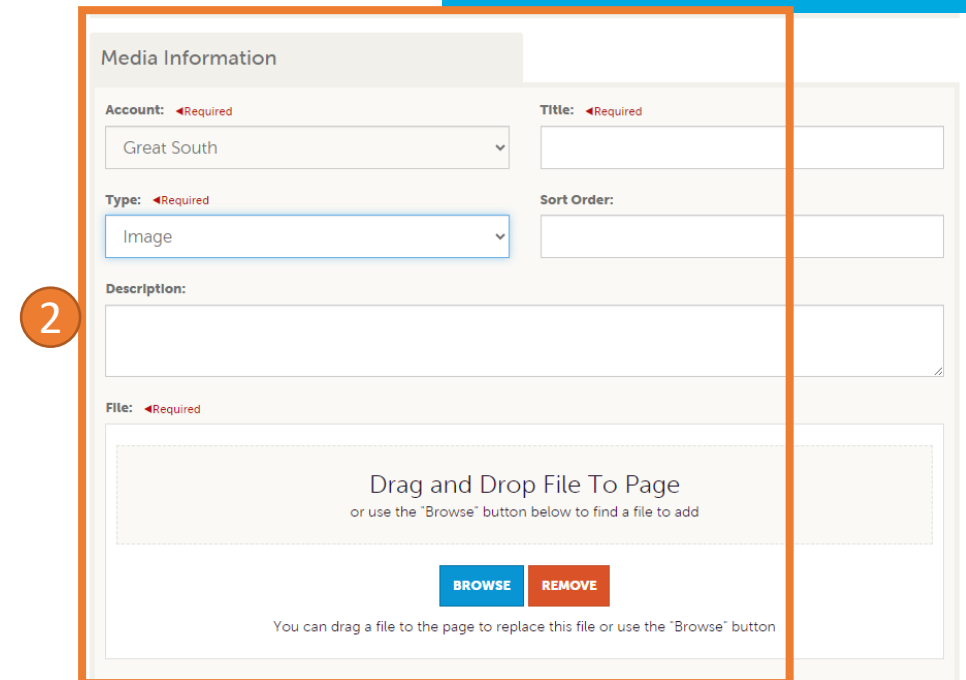 Media Information
Account: ◄Required
Title: ◄Required
Great South
Type: ◄Required
Sort Order:
Image
2
Description:
File: ◄Required
Drag and Drop File To Page
or use the "Browse" button below to find a file to add
BROWSE
REMOVE
You can drag a file to the page to replace this file or use the "Browse" button